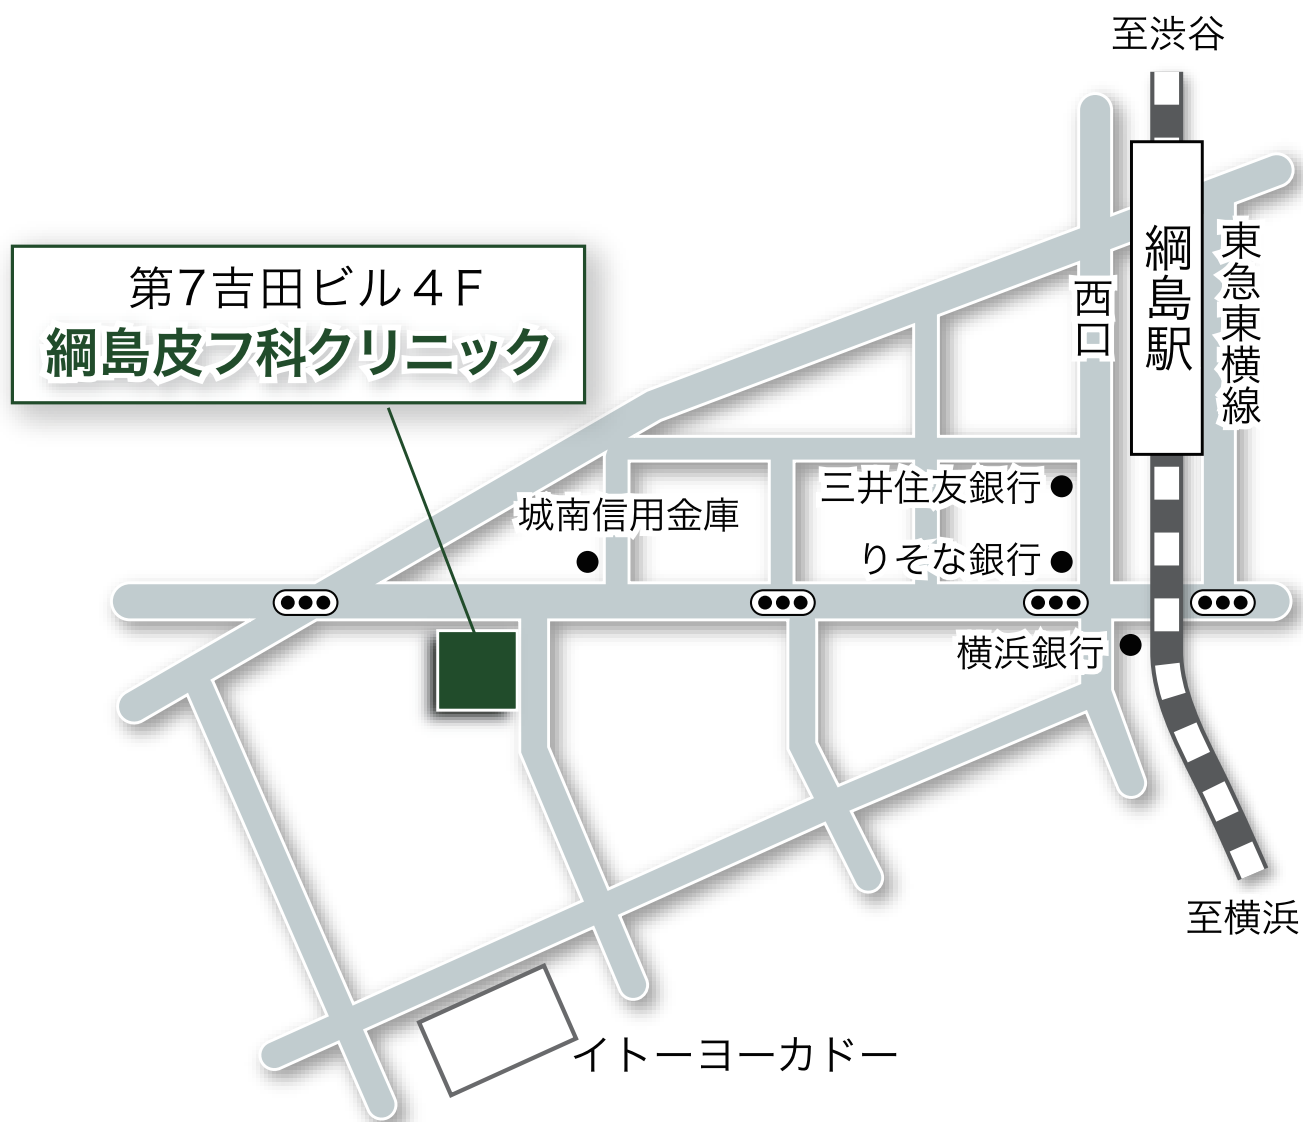 至渋谷
東急東横線
綱島駅
西口
第7吉田ビル4F
綱島皮フ科クリニック
三井住友銀行
城南信用金庫
りそな銀行
横浜銀行
至横浜
イトーヨーカドー